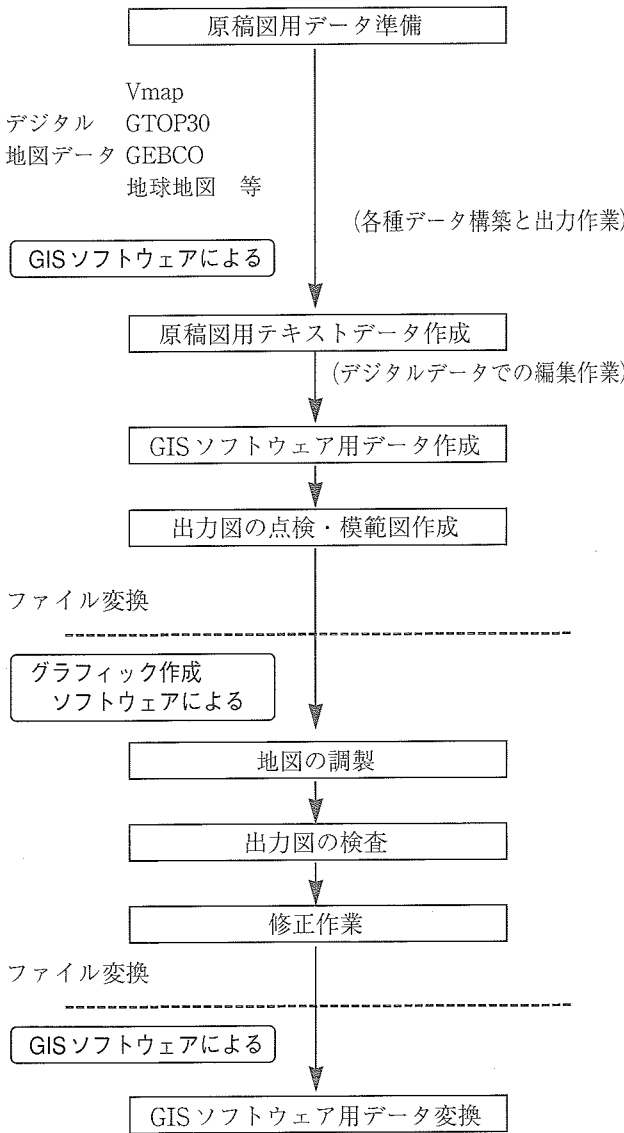 原稿図用データ準備
Vmap
デジタル GTOP30
地図データ GEBCO
地球地図 等
(各種データ構築と出力作業)
GISソフトウェアによる
原稿図用テキストデータ作成
(デジタルデータでの編集作業)
GISソフトウェア用データ作成
出力図の点検・模範図作成
ファイル変換
グラフィック作成
ソフトウェアによる
地図の調製
出力図の検査
修正作業
ファイル変換
GISソフトウェアによる
GISソフトウェア用データ変換